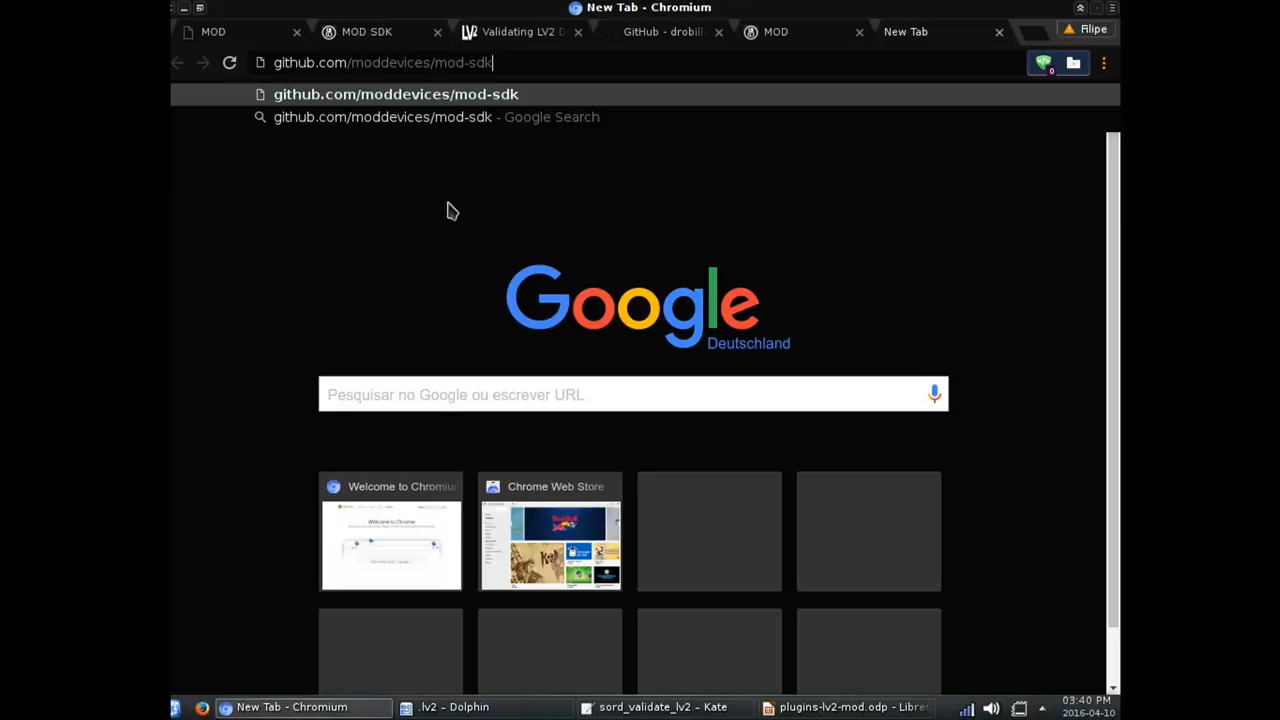 New Tab - Chromium
MOD
MOD SDK
Validating LV2 D
GitHub - drobill
MOD
New Tab
Filipe
github.com/moddevices/mod-sdk
0
github.com/moddevices/mod-sdk
github.com/moddevices/mod-sdk - Google Search
Google
Deutschland
Pesquisar no Google ou escrever URL
Welcome to Chromiu
Chrome Web Store
New Tab - Chromium
.lv2 – Dolphin
sord_validate_lv2 – Kate
plugins-lv2-mod.odp - Libre
03:40 PM
2016-04-10